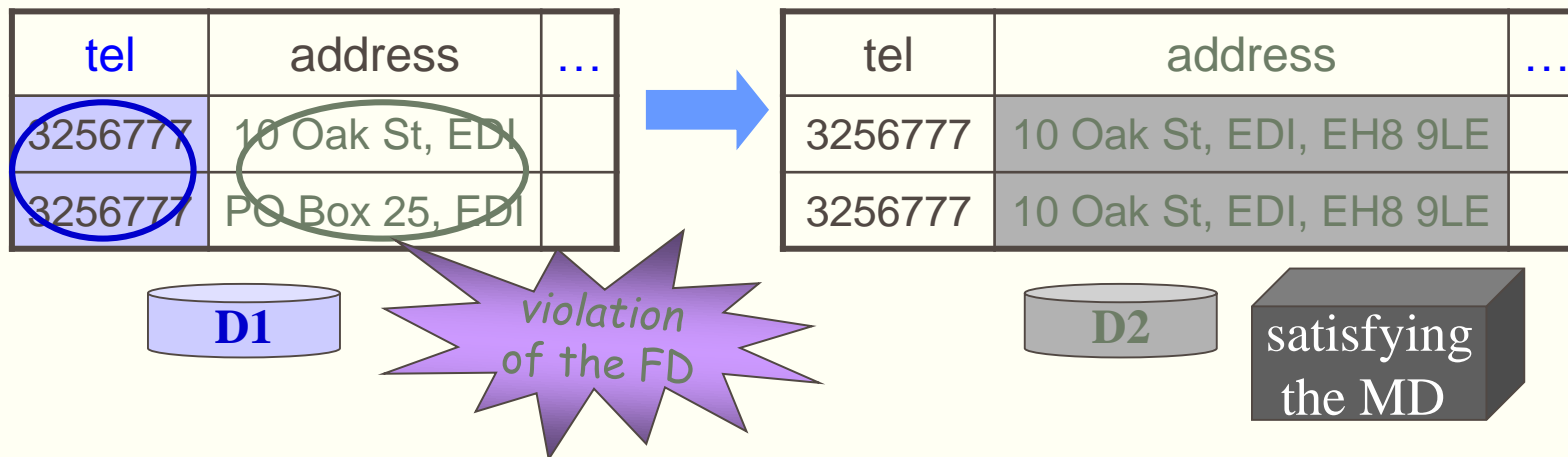 tel address …
3256777 10 Oak St, EDI
3256777 PO Box 25, EDI
tel address …
3256777 10 Oak St, EDI, EH8 9LE
3256777 10 Oak St, EDI, EH8 9LE
D1
violation
of the FD
D2
satisfying
the MD